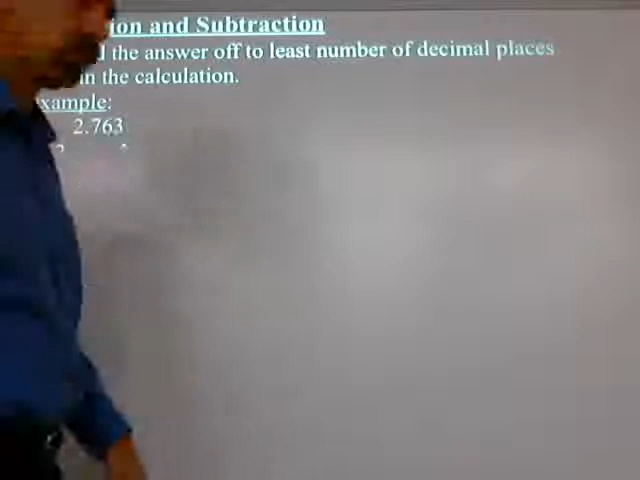 ion and Subtraction
the answer off to least number of decimal places
in the calculation.
xample:
2.763